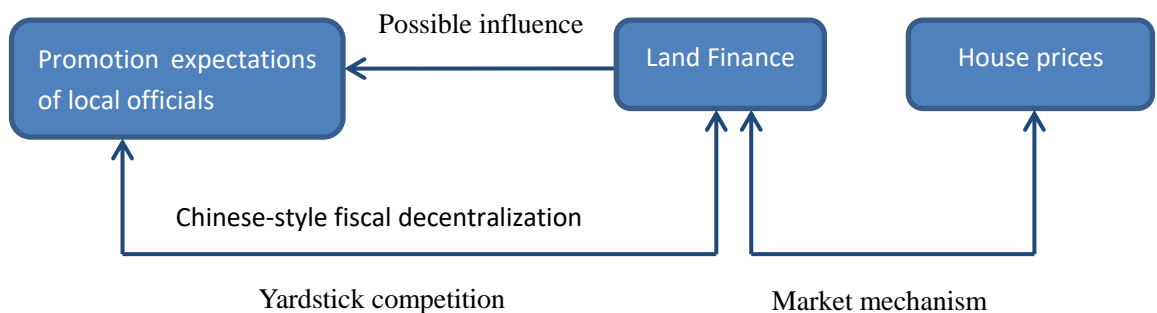 Possible influence
Promotion expectations
of local officials
Land Finance
House prices
Chinese-style fiscal decentralization
Yardstick competition
Market mechanism